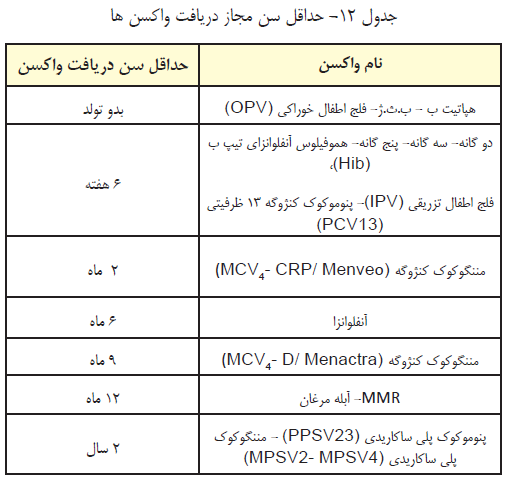 جدول ۱۲- حداقل سن مجاز دریافت واکسن ها
نام واکسن
حداقل سن دریافت واکسن
هپاتیت ب - ب.ث.ژ- فلج اطفال خوراکی (OPV)
بدو تولد
دو گانه- سه گانه- پنج گانه- هموفیلوس آنفلوانزای تیپ ب
(Hib)،
فلج اطفال تزریقی (IPV)- پنوموکوک کنژوگه ۱۳ ظرفیتی
(PCV13)
۶ هفته
مننگوکوک کنژوگه (MCV4- CRP/ Menveo)
۲ ماه
آنفلوانزا
۶ ماه
مننگوکوک کنژوگه (MCV4- D/ Menactra)
۹ ماه
MMR- آبله مرغان
۱۲ ماه
پنوموکوک پلی ساکاریدی (PPSV23) - مننگوکوک
پلی ساکاریدی (MPSV2- MPSV4)
۲ سال